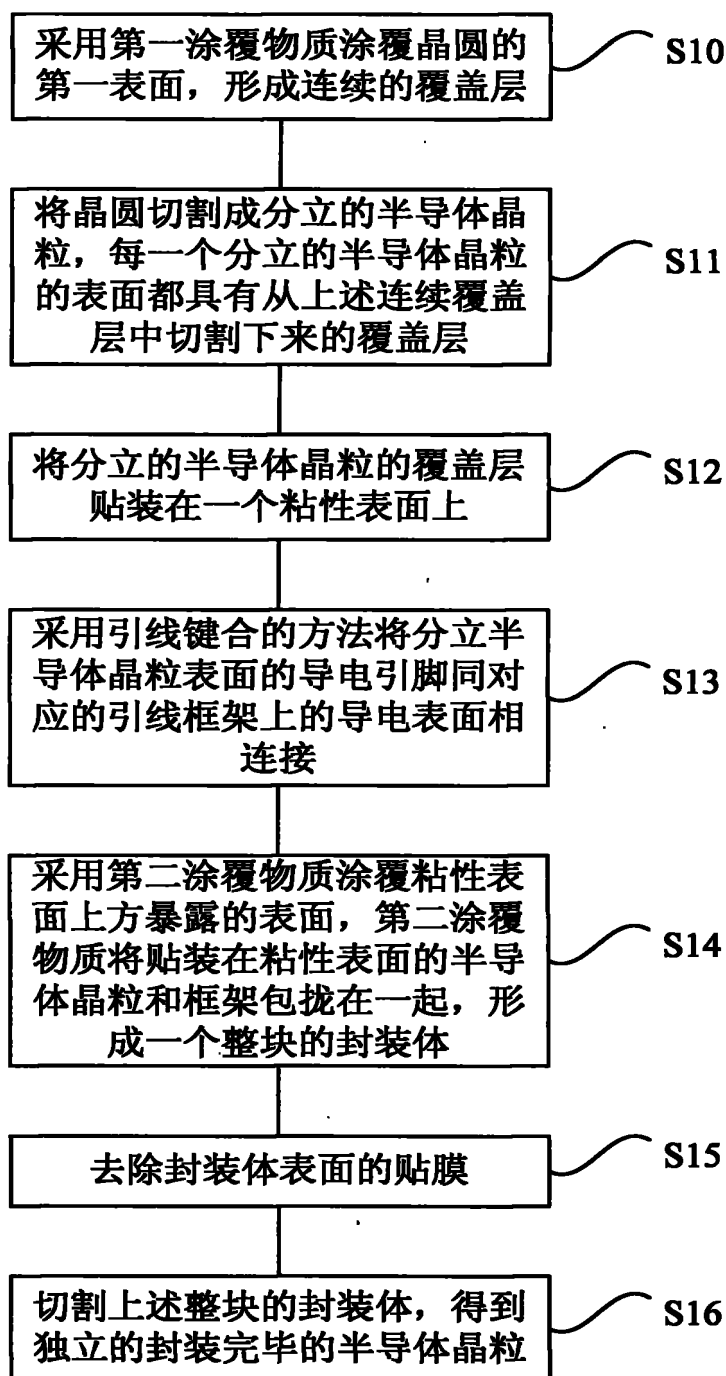 采用第一涂覆物质涂覆晶圆的
第一表面，形成连续的覆盖层
S10
将晶圆切割成分立的半导体晶
粒，每一个分立的半导体晶粒
的表面都具有从上述连续覆盖
层中切割下来的覆盖层
S11
将分立的半导体晶粒的覆盖层
贴装在一个粘性表面上
S12
采用引线键合的方法将分立半
导体晶粒表面的导电引脚同对
应的引线框架上的导电表面相
连接
S13
采用第二涂覆物质涂覆粘性表
面上方暴露的表面，第二涂覆
物质将贴装在粘性表面的半导
体晶粒和框架包拢在一起，形
成一个整块的封装体
S14
去除封装体表面的贴膜
S15
切割上述整块的封装体，得到
独立的封装完毕的半导体晶粒
S16